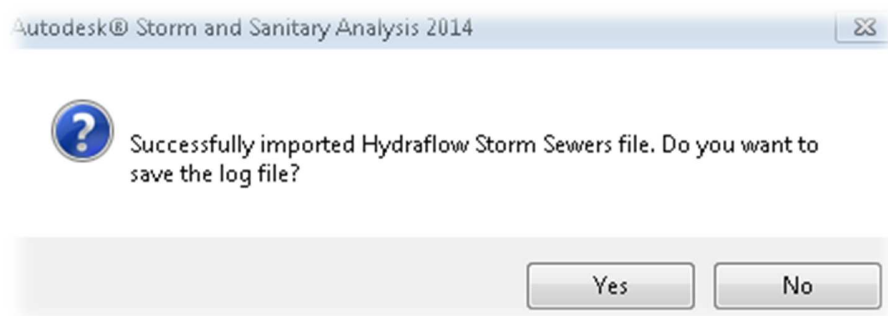 Autodesk® Storm and Sanitary Analysis 2014
Successfully imported Hydraflow Storm Sewers file. Do you want to
save the log file?
Yes No